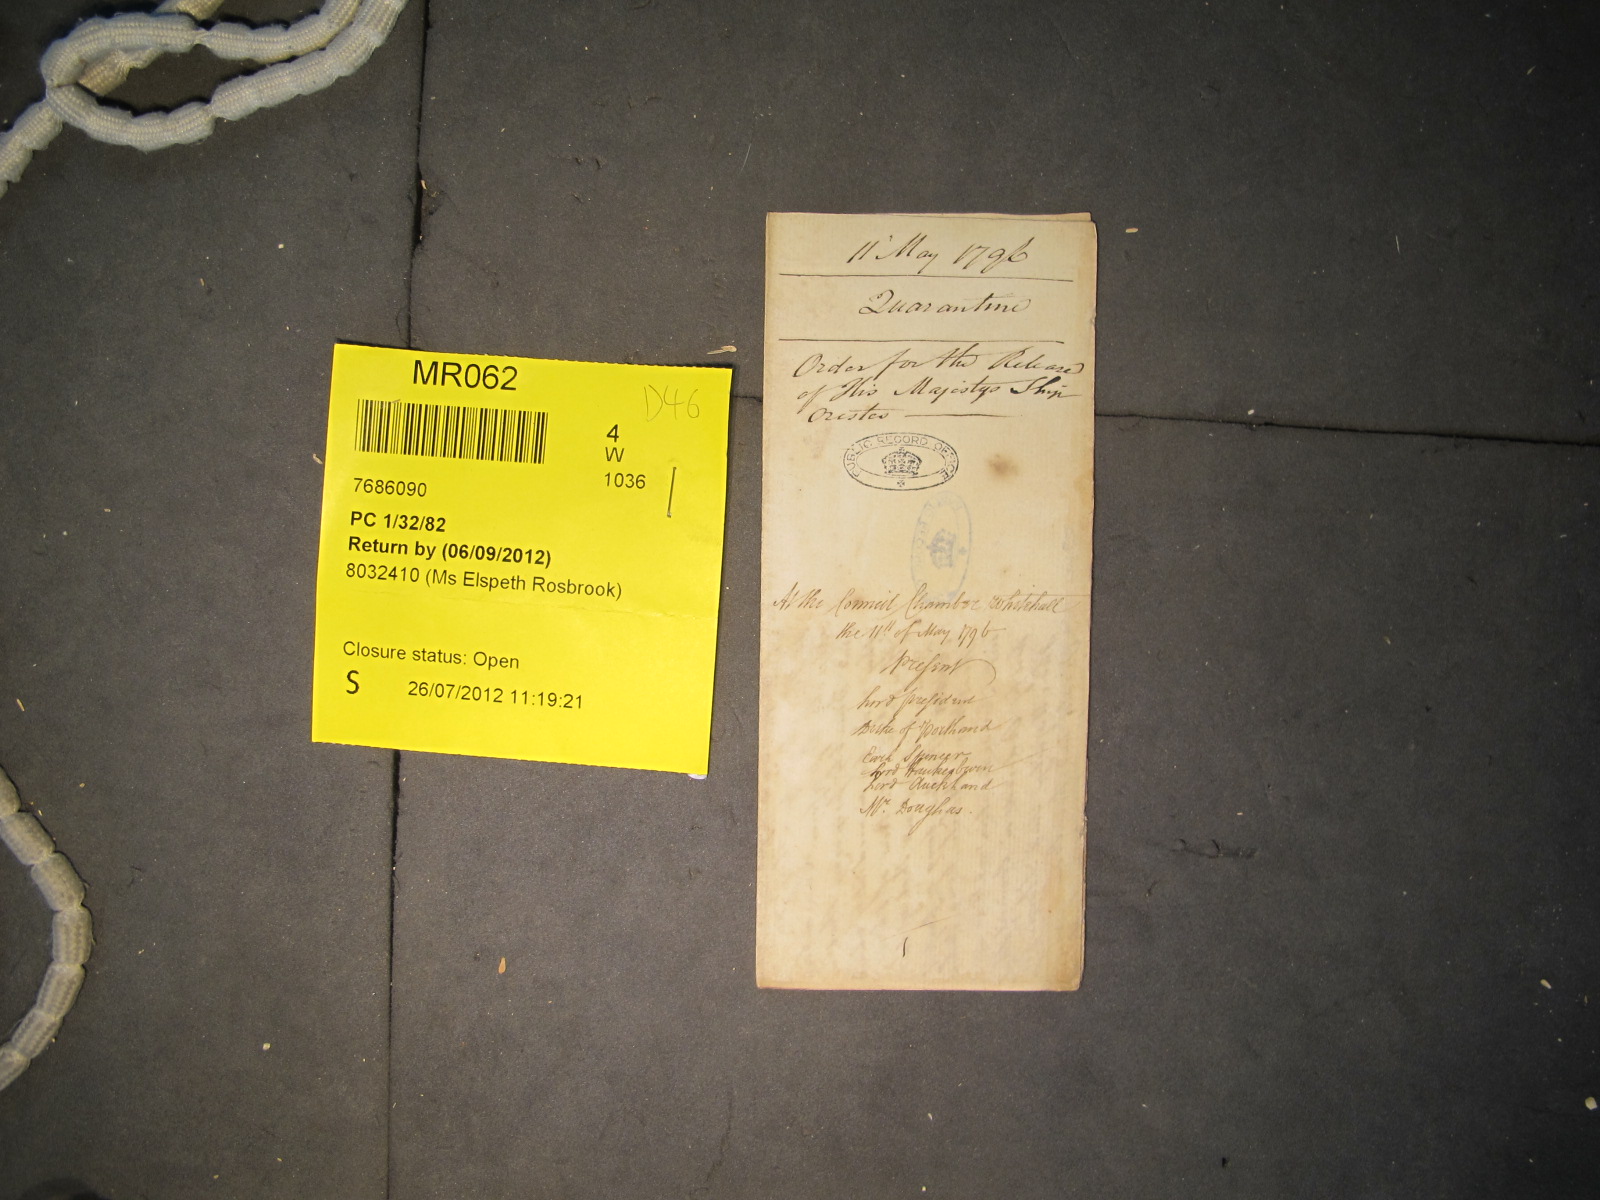 MR062
D46
4
W
1036
7686090
PC 1/32/82
Return by (06/09/2012)
8032410 (Ms Elspeth Rosbrook)
Closure status: Open
S 26/07/2012 11:19:21
11 May 1796
Quarantine
Order for the Release
of His Majestys Ship
Orestes
PUBLIC RECORD OFFICE
At the Council Chamber Whitehall
the 11th of May, 1796
Present
Lord President
Duke of Portland
Earl Spencer
Lord Hawkesbury
Lord Auckland
Mr. Douglas.